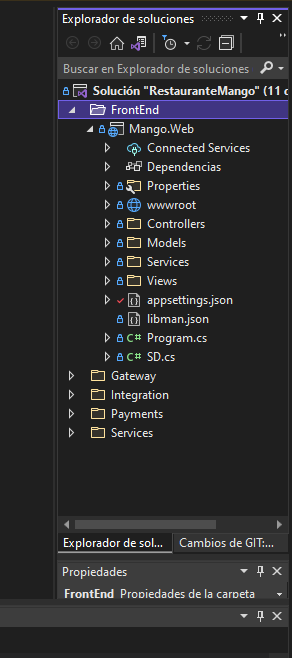 Explorador de soluciones
Buscar en Explorador de soluciones
Solución "RestauranteMango" (11 d
FrontEnd
Mango.Web
Connected Services
Dependencias
Properties
wwwroot
Controllers
Models
Services
Views
appsettings.json
libman.json
C# Program.cs
C# SD.cs
Gateway
Integration
Payments
Services
Explorador de sol... Cambios de GIT:...
Propiedades
FrontEnd Propiedades de la carpeta